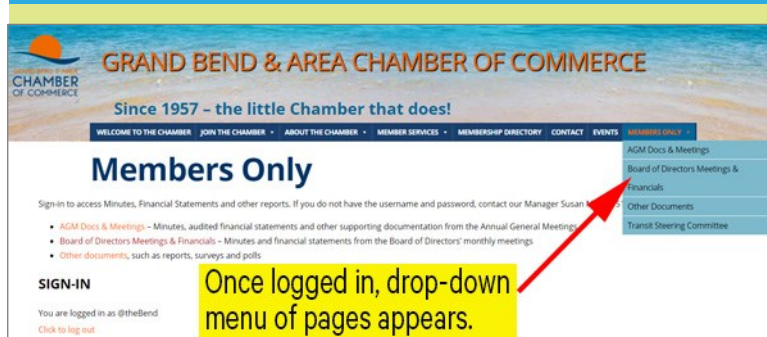 GRAND BEND & AREA
CHAMBER
OF COMMERCE
GRAND BEND & AREA CHAMBER OF COMMERCE
Since 1957 – the little Chamber that does!
WELCOME TO THE CHAMBER JOIN THE CHAMBER ABOUT THE CHAMBER MEMBER SERVICES MEMBERSHIP DIRECTORY CONTACT EVENTS MEMBERS ONLY
AGM Docs & Meetings
Board of Directors Meetings &
Financials
Other Documents
Transit Steering Committee
Members Only
Sign-in to access Minutes, Financial Statements and other reports. If you do not have the username and password, contact our Manager Susan
• AGM Docs & Meetings – Minutes, audited financial statements and other supporting documentation from the Annual General Meetings
• Board of Directors Meetings & Financials – Minutes and financial statements from the Board of Directors' monthly meetings
• Other documents, such as reports, surveys and polls
SIGN-IN
You are logged in as @theBend
Click to log out
Once logged in, drop-down
menu of pages appears.